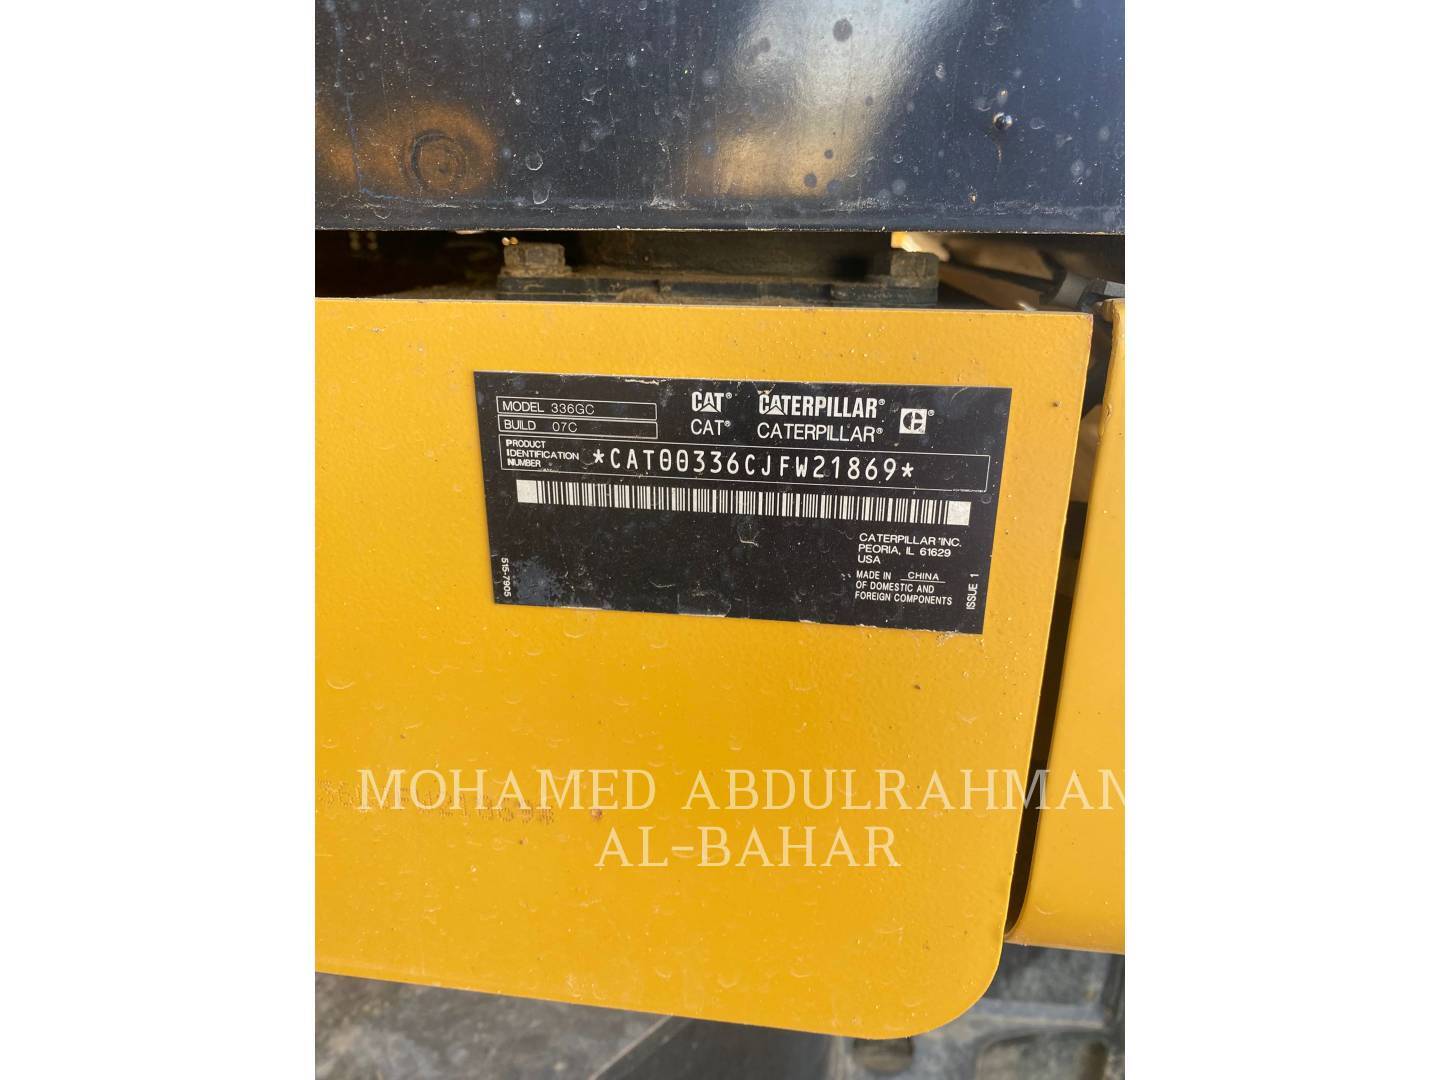 MODEL 336GC
BUILD 07C
CAT® CATERPILLAR® ®
CAT® CATERPILLAR®
PRODUCT
IDENTIFICATION
NUMBER
*CAT00336CJFW21869*
CATERPILLAR INC.
PEORIA, IL 61629
USA
MADE IN CHINA
OF DOMESTIC AND
FOREIGN COMPONENTS
515-7905
ISSUE 1
MOHAMED ABDULRAHMAN
AL-BAHAR